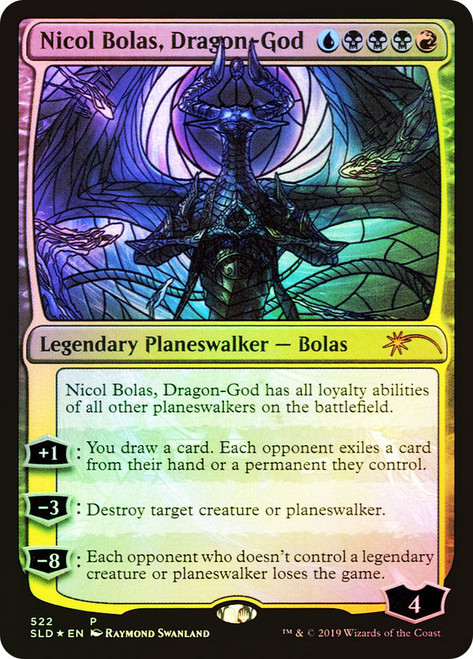 Nicol Bolas, Dragon-God
Legendary Planeswalker — Bolas
Nicol Bolas, Dragon-God has all loyalty abilities
of all other planeswalkers on the battlefield.
+1: You draw a card. Each opponent exiles a card
from their hand or a permanent they control.
−3: Destroy target creature or planeswalker.
−8: Each opponent who doesn't control a legendary
creature or planeswalker loses the game.
4
522 P
SLD ★ EN Raymond Swanland
™ & © 2019 Wizards of the Coast